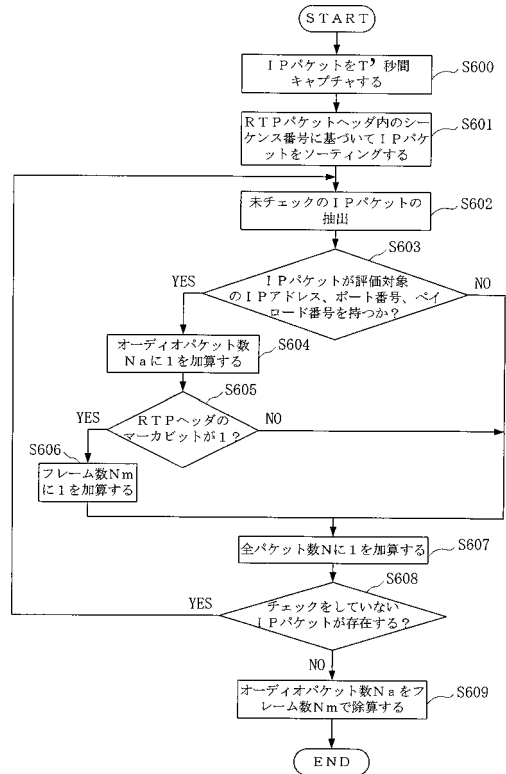 START
IPパケットをT’秒間
キャプチャする
S600
RTPパケットヘッダ内のシー
ケンス番号に基づいてIPパケ
ットをソーティングする
S601
未チェックのIPパケットの
抽出
S602
S603
YES
IPパケットが評価対象
のIPアドレス、ポート番号、ペイ
ロード番号を持つか?
NO
オーディオパケット数
Naに1を加算する
S604
S605
YES
RTPヘッダの
マーカビットが1?
NO
S606
フレーム数Nm
に1を加算する
全パケット数Nに1を加算する
S607
S608
YES
チェックをしていない
IPパケットが存在する?
NO
オーディオパケット数Naをフ
レーム数Nmで除算する
S609
END